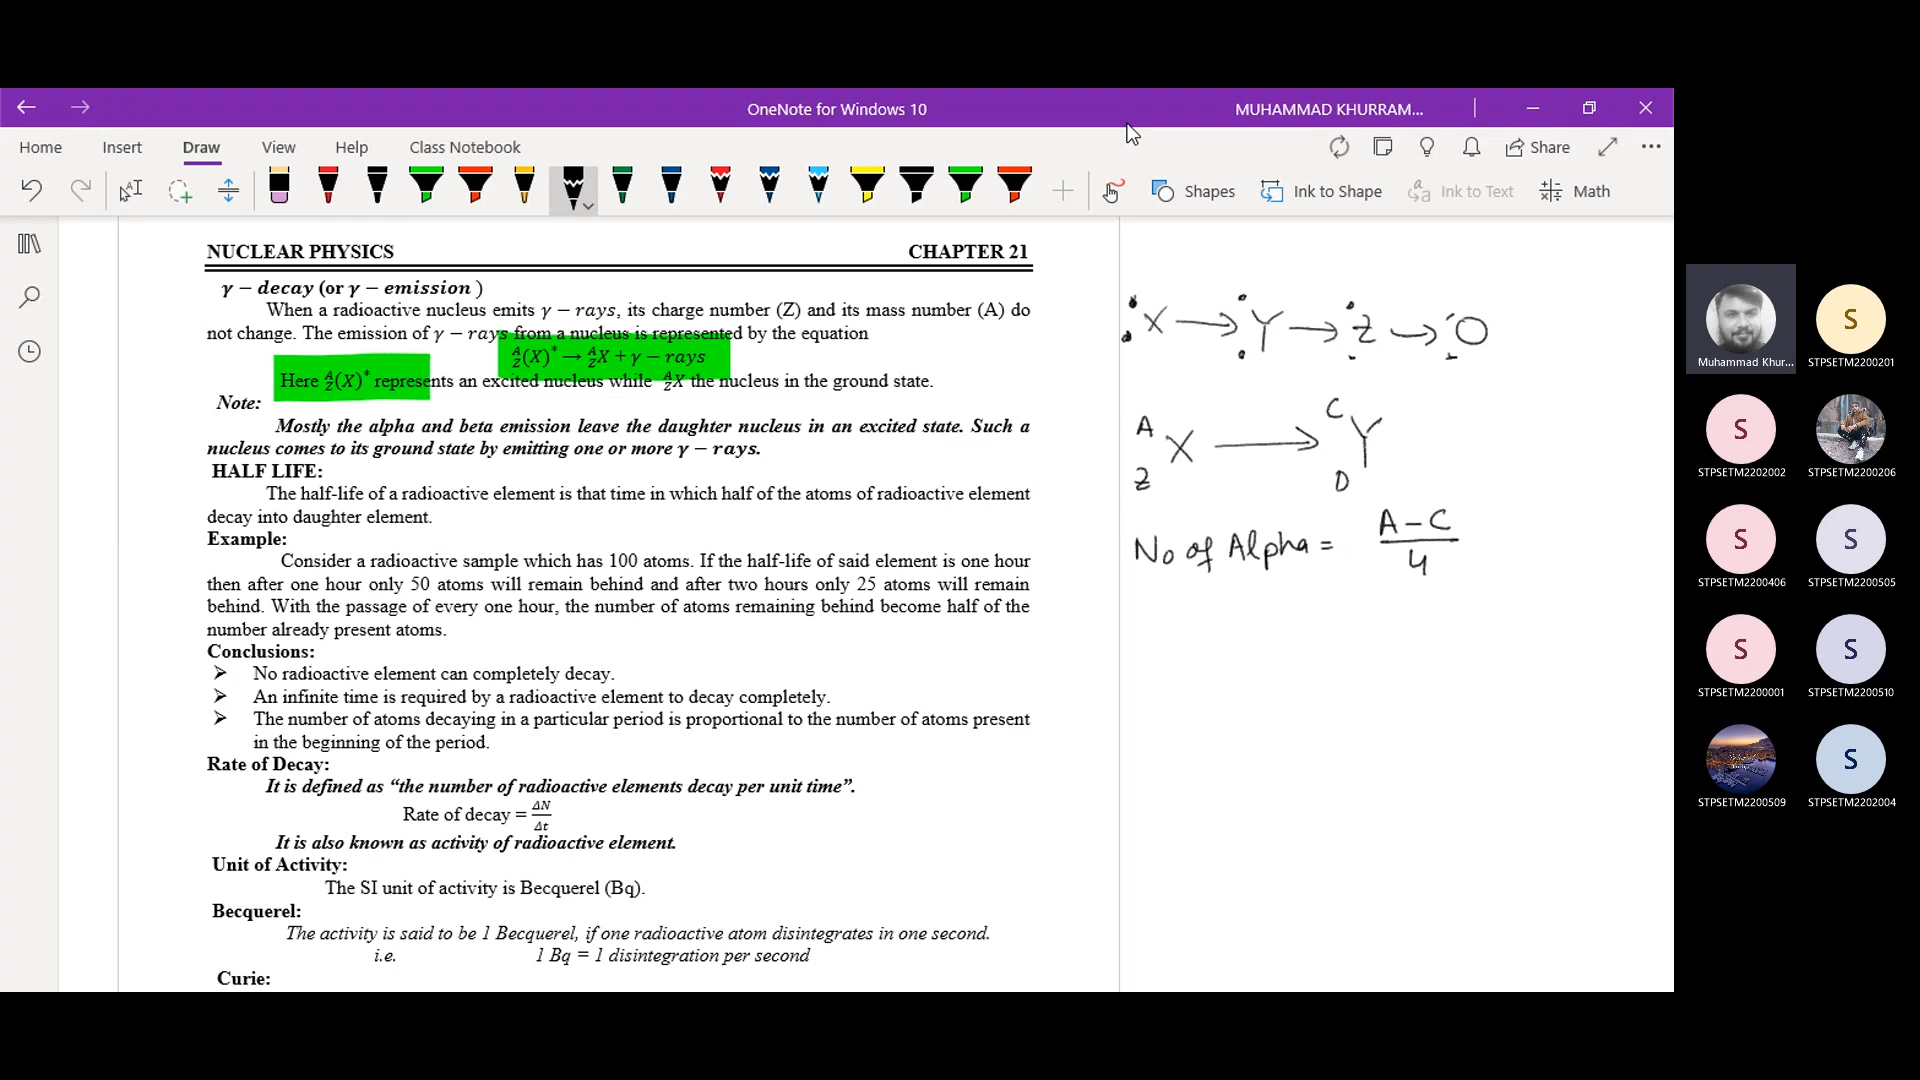 OneNote for Windows 10
MUHAMMAD KHURRAM...
Home Insert Draw View Help Class Notebook
Share
Shapes Ink to Shape Ink to Text Math
NUCLEAR PHYSICS CHAPTER 21
γ − decay (or γ − emission )
When a radioactive nucleus emits γ − rays, its charge number (Z) and its mass number (A) do
not change. The emission of γ − rays from a nucleus is represented by the equation
ᴬ_Z(X)* → ᴬ_ZX + γ − rays
Here ᴬ_Z(X)* represents an excited nucleus while ᴬ_ZX the nucleus in the ground state.
Note:
Mostly the alpha and beta emission leave the daughter nucleus in an excited state. Such a
nucleus comes to its ground state by emitting one or more γ − rays.
HALF LIFE:
The half-life of a radioactive element is that time in which half of the atoms of radioactive element
decay into daughter element.
Example:
Consider a radioactive sample which has 100 atoms. If the half-life of said element is one hour
then after one hour only 50 atoms will remain behind and after two hours only 25 atoms will remain
behind. With the passage of every one hour, the number of atoms remaining behind become half of the
number already present atoms.
Conclusions:
➢ No radioactive element can completely decay.
➢ An infinite time is required by a radioactive element to decay completely.
➢ The number of atoms decaying in a particular period is proportional to the number of atoms present
in the beginning of the period.
Rate of Decay:
It is defined as “the number of radioactive elements decay per unit time”.
Rate of decay = ΔN/Δt
It is also known as activity of radioactive element.
Unit of Activity:
The SI unit of activity is Becquerel (Bq).
Becquerel:
The activity is said to be 1 Becquerel, if one radioactive atom disintegrates in one second.
i.e. 1 Bq = 1 disintegration per second
Curie:
X → Y → Z → O
A X → C Y
Z D
No of Alpha = A − C / 4
Muhammad Khur... STPSETM2200201
S
STPSETM2202002 STPSETM2200206
S
STPSETM2200406 STPSETM2200505
S S
STPSETM2200001 STPSETM2200510
S S
STPSETM2200509 STPSETM2202004
S